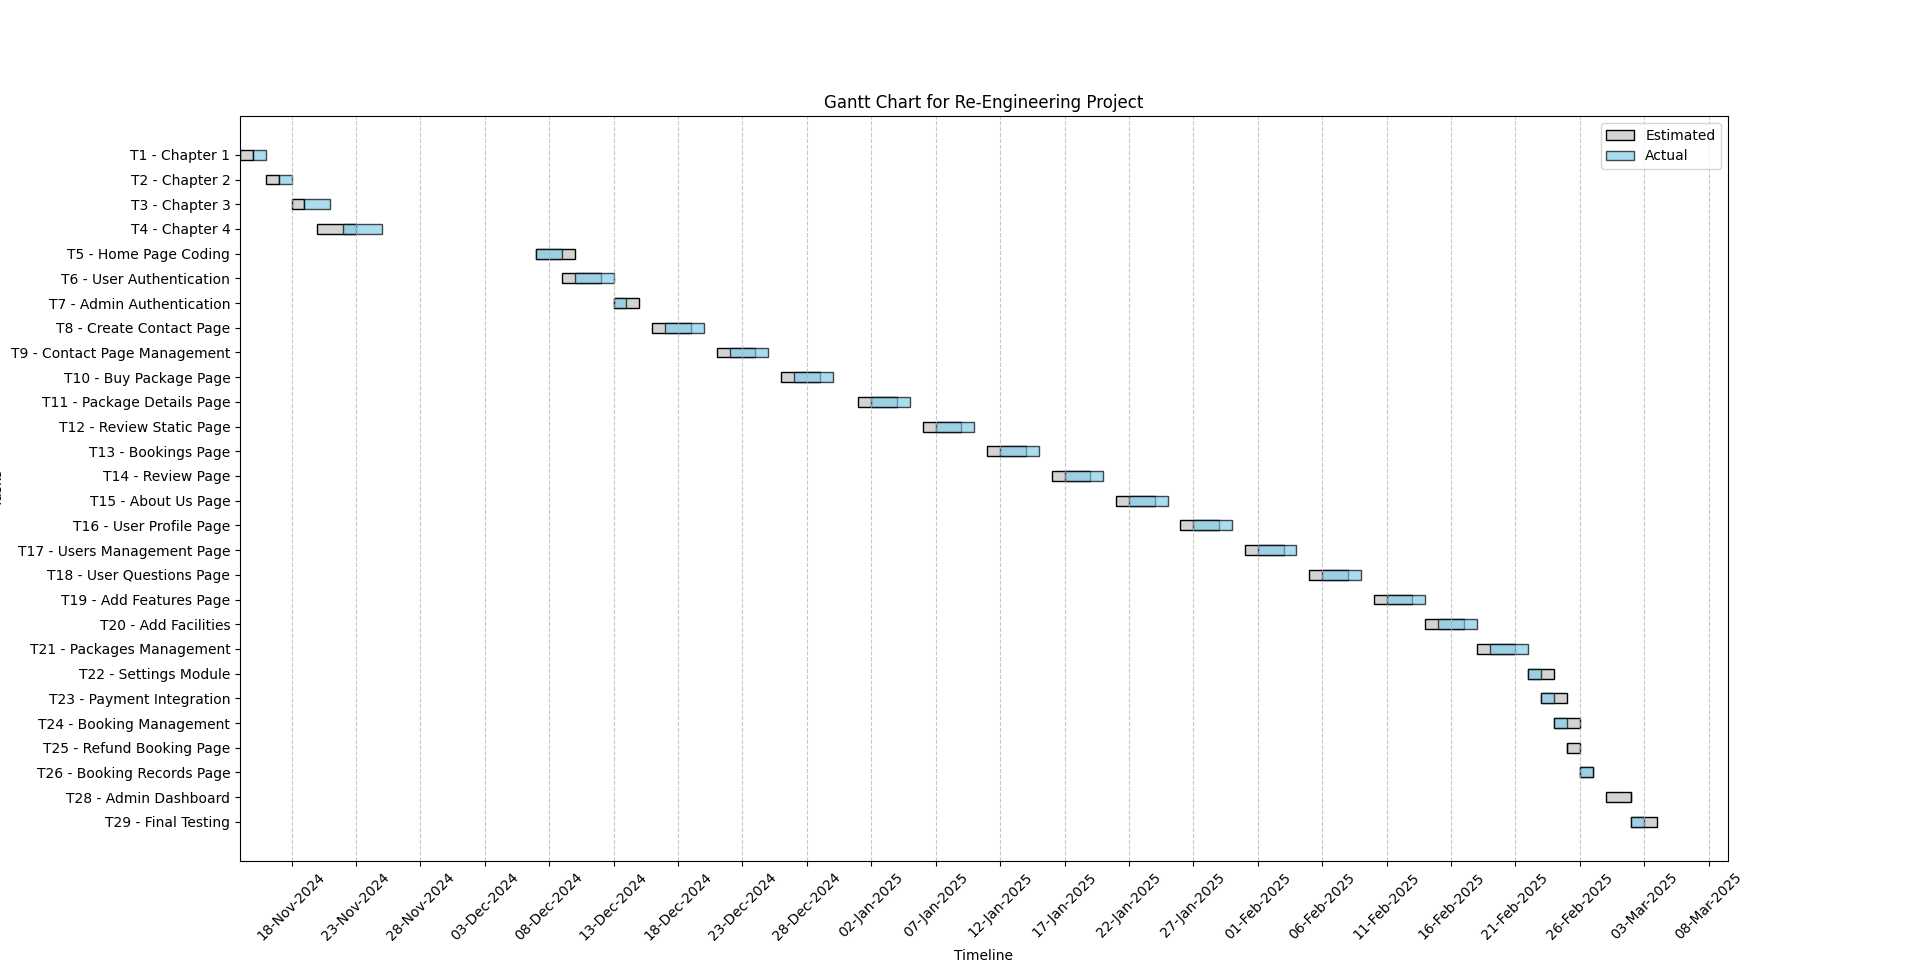 Gantt Chart for Re-Engineering Project
Estimated
Actual
T1 - Chapter 1
T2 - Chapter 2
T3 - Chapter 3
T4 - Chapter 4
T5 - Home Page Coding
T6 - User Authentication
T7 - Admin Authentication
T8 - Create Contact Page
T9 - Contact Page Management
T10 - Buy Package Page
T11 - Package Details Page
T12 - Review Static Page
T13 - Bookings Page
T14 - Review Page
T15 - About Us Page
T16 - User Profile Page
T17 - Users Management Page
T18 - User Questions Page
T19 - Add Features Page
T20 - Add Facilities
T21 - Packages Management
T22 - Settings Module
T23 - Payment Integration
T24 - Booking Management
T25 - Refund Booking Page
T26 - Booking Records Page
T28 - Admin Dashboard
T29 - Final Testing
18-Nov-2024
23-Nov-2024
28-Nov-2024
03-Dec-2024
08-Dec-2024
13-Dec-2024
18-Dec-2024
23-Dec-2024
28-Dec-2024
02-Jan-2025
07-Jan-2025
12-Jan-2025
17-Jan-2025
22-Jan-2025
27-Jan-2025
01-Feb-2025
06-Feb-2025
11-Feb-2025
16-Feb-2025
21-Feb-2025
26-Feb-2025
03-Mar-2025
08-Mar-2025
Timeline